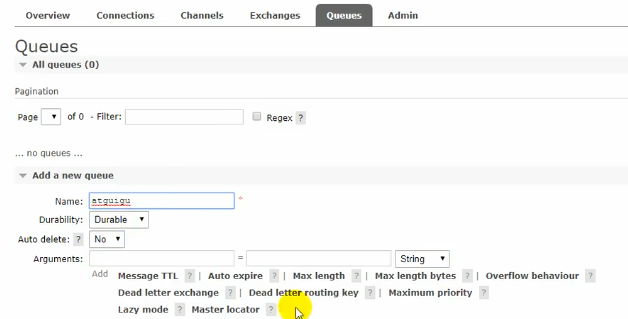 Overview Connections Channels Exchanges Queues Admin
Queues
All queues (0)
Pagination
Page of 0 - Filter: Regex ?
... no queues ...
Add a new queue
Name: atguigu *
Durability: Durable
Auto delete: ? No
Arguments: = String
Add Message TTL ? | Auto expire ? | Max length ? | Max length bytes ? | Overflow behaviour ?
Dead letter exchange ? | Dead letter routing key ? | Maximum priority ?
Lazy mode ? Master locator ?